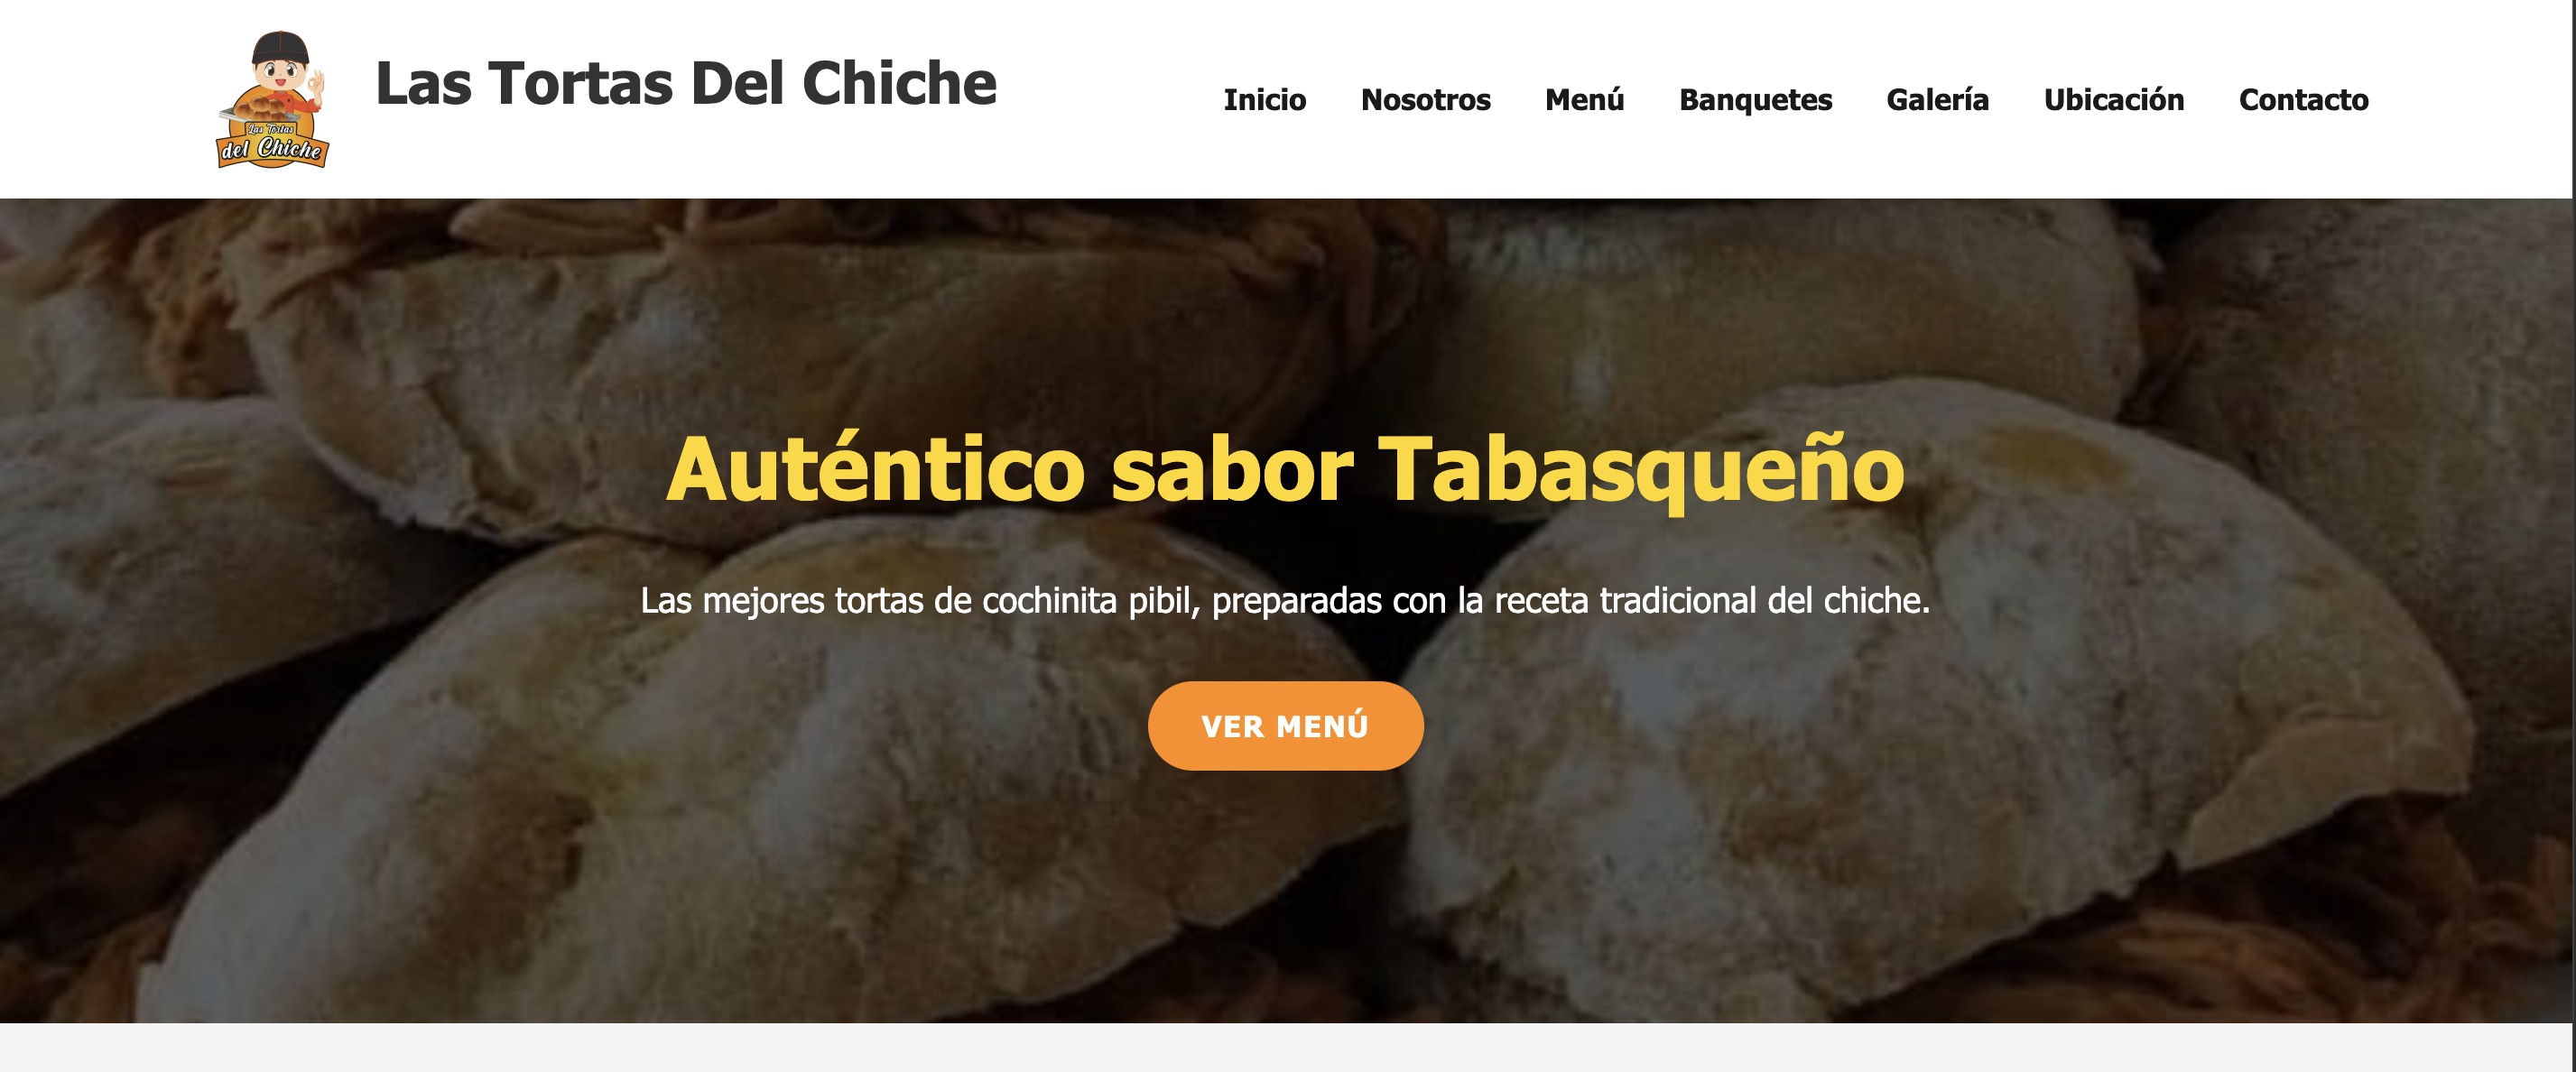 Las Tortas
del Chiche
Las Tortas Del Chiche
Inicio Nosotros Menú Banquetes Galería Ubicación Contacto
Auténtico sabor Tabasqueño
Las mejores tortas de cochinita pibil, preparadas con la receta tradicional del chiche.
VER MENÚ